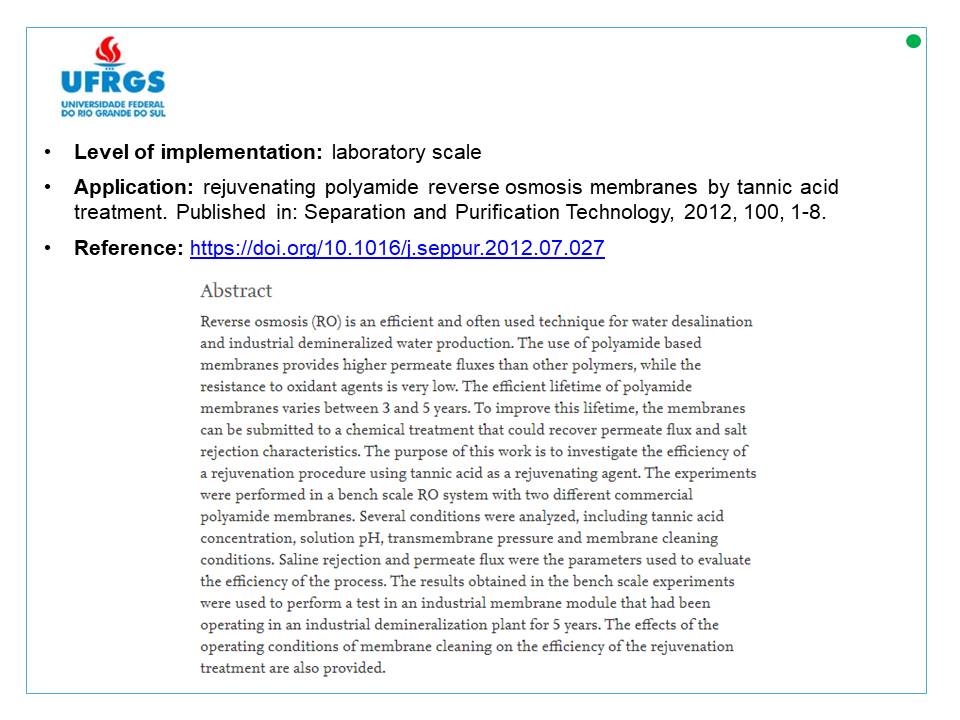 UFRGS
UNIVERSIDADE FEDERAL
DO RIO GRANDE DO SUL
• Level of implementation: laboratory scale
• Application: rejuvenating polyamide reverse osmosis membranes by tannic acid
treatment. Published in: Separation and Purification Technology, 2012, 100, 1-8.
• Reference: https://doi.org/10.1016/j.seppur.2012.07.027
Abstract
Reverse osmosis (RO) is an efficient and often used technique for water desalination
and industrial demineralized water production. The use of polyamide based
membranes provides higher permeate fluxes than other polymers, while the
resistance to oxidant agents is very low. The efficient lifetime of polyamide
membranes varies between 3 and 5 years. To improve this lifetime, the membranes
can be submitted to a chemical treatment that could recover permeate flux and salt
rejection characteristics. The purpose of this work is to investigate the efficiency of
a rejuvenation procedure using tannic acid as a rejuvenating agent. The experiments
were performed in a bench scale RO system with two different commercial
polyamide membranes. Several conditions were analyzed, including tannic acid
concentration, solution pH, transmembrane pressure and membrane cleaning
conditions. Saline rejection and permeate flux were the parameters used to evaluate
the efficiency of the process. The results obtained in the bench scale experiments
were used to perform a test in an industrial membrane module that had been
operating in an industrial demineralization plant for 5 years. The effects of the
operating conditions of membrane cleaning on the efficiency of the rejuvenation
treatment are also provided.